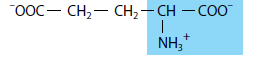 ⁻OOC— CH₂— CH₂—CH —COO⁻
NH₃⁺